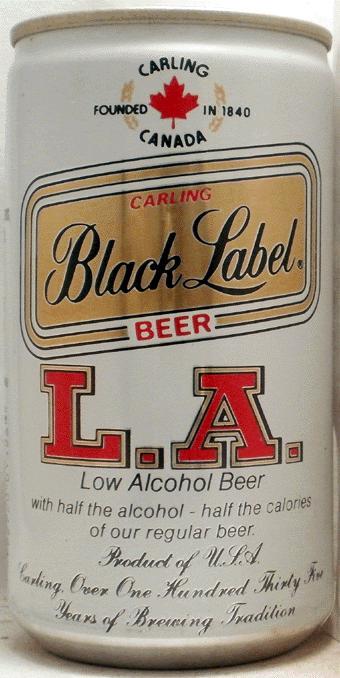 CARLING
FOUNDED IN 1840
CANADA
CARLING
Black Label®
BEER
L.A.
Low Alcohol Beer
with half the alcohol - half the calories
of our regular beer.
Product of U.S.A.
Carling, Over One Hundred Thirty Five
Years of Brewing Tradition